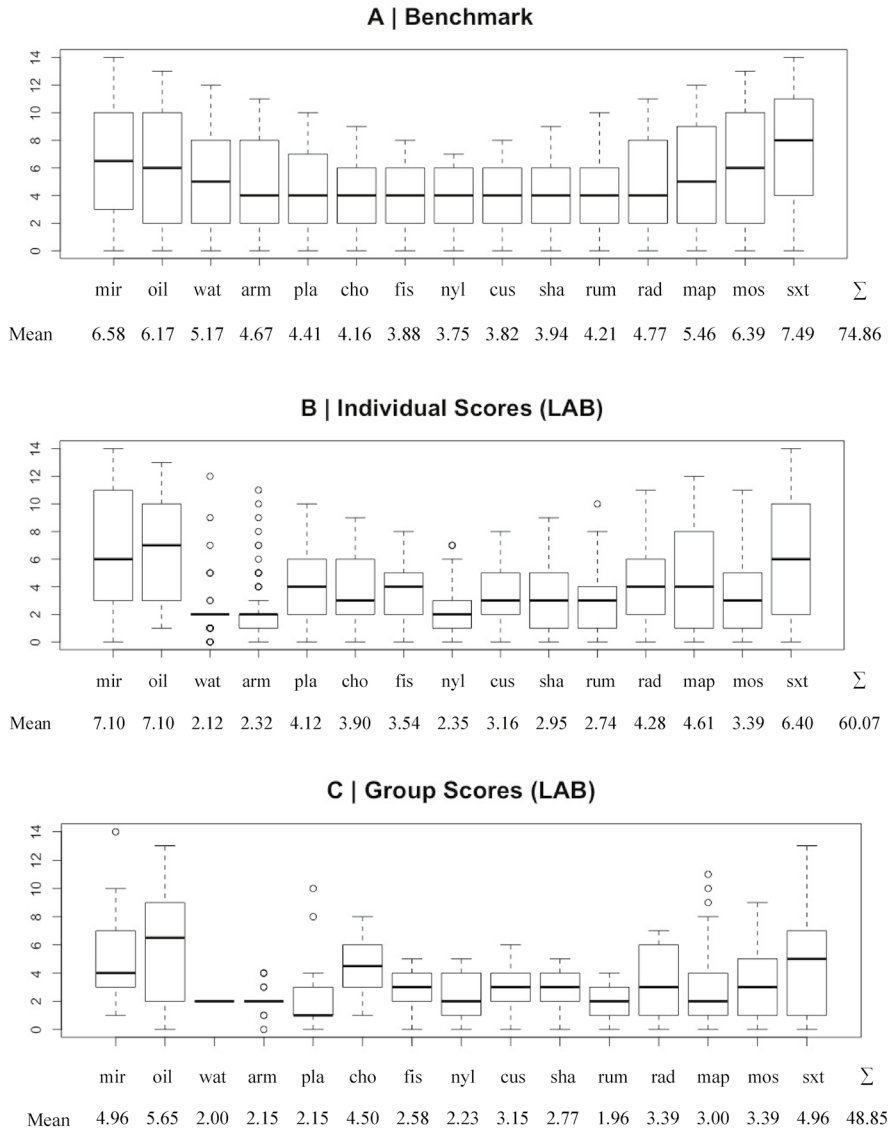 A | Benchmark
14
12
10
8
6
4
2
0
mir oil wat arm pla cho fis nyl cus sha rum rad map mos sxt ∑
Mean 6.58 6.17 5.17 4.67 4.41 4.16 3.88 3.75 3.82 3.94 4.21 4.77 5.46 6.39 7.49 74.86
B | Individual Scores (LAB)
14
12
10
8
6
4
2
0
mir oil wat arm pla cho fis nyl cus sha rum rad map mos sxt ∑
Mean 7.10 7.10 2.12 2.32 4.12 3.90 3.54 2.35 3.16 2.95 2.74 4.28 4.61 3.39 6.40 60.07
C | Group Scores (LAB)
14
12
10
8
6
4
2
0
mir oil wat arm pla cho fis nyl cus sha rum rad map mos sxt ∑
Mean 4.96 5.65 2.00 2.15 2.15 4.50 2.58 2.23 3.15 2.77 1.96 3.39 3.00 3.39 4.96 48.85